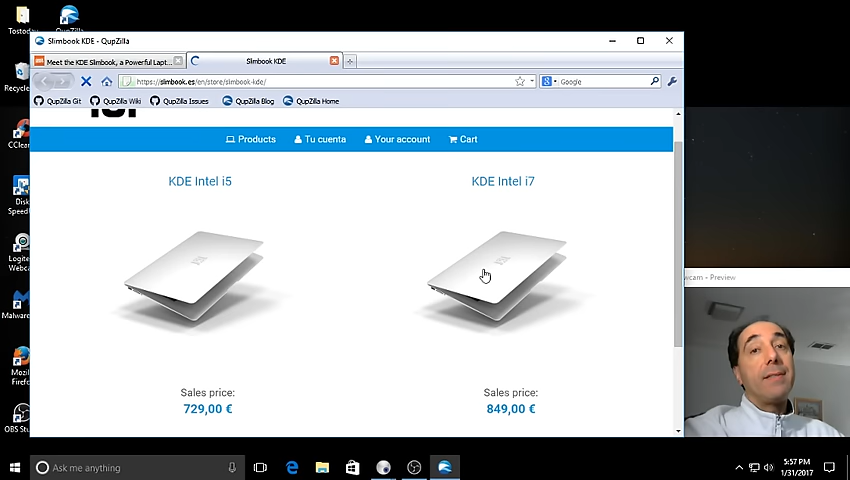 Tostoday
QupZilla
Slimbook KDE - QupZilla
Meet the KDE Slimbook, a Powerful Lapt...
Slimbook KDE
https://slimbook.es/en/store/simbook-kde/
Google
QupZilla Git
QupZilla Wiki
QupZilla Issues
QupZilla Blog
QupZilla Home
Recycle
Products
Tu cuenta
Your account
Cart
CClean
KDE Intel i5
KDE Intel i7
Disk
Speed
Logite
Webca
wcam - Preview
Malware
Mozil
Firef
Sales price:
Sales price:
729,00 €
849,00 €
OBS Stu
Ask me anything
5:57 PM
1/31/2017